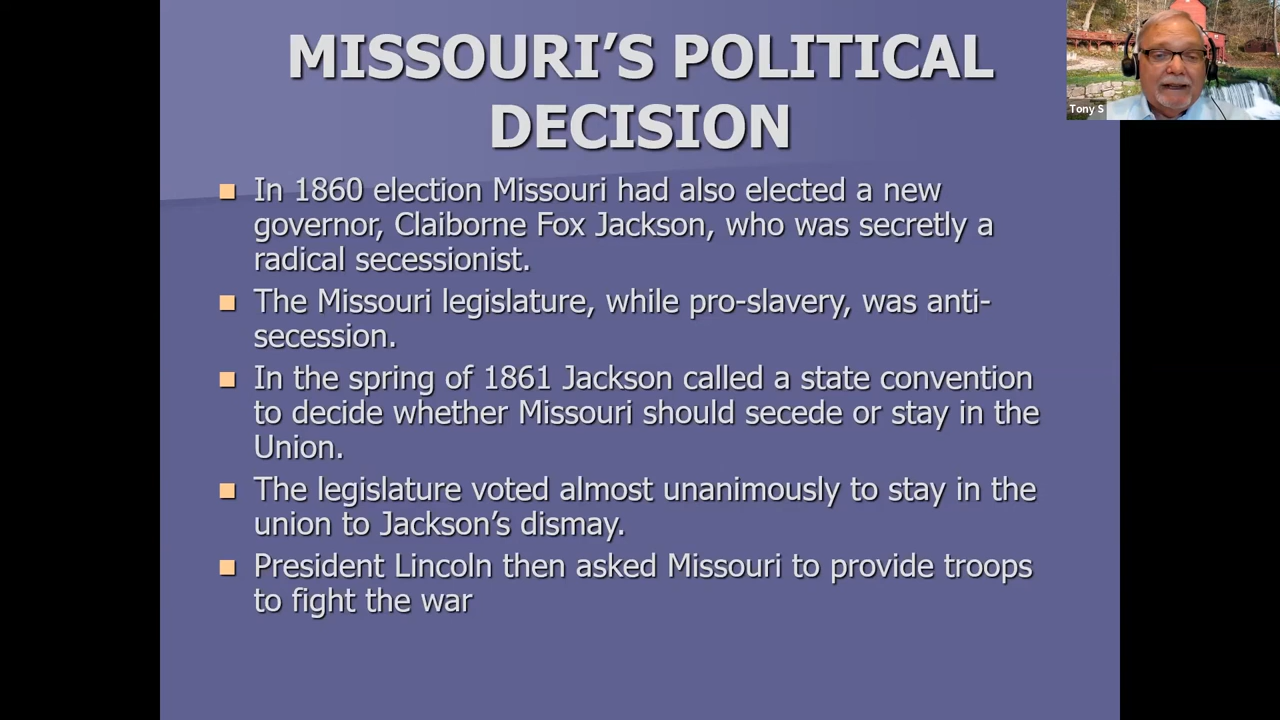 MISSOURI’S POLITICAL
DECISION
In 1860 election Missouri had also elected a new
governor, Claiborne Fox Jackson, who was secretly a
radical secessionist.
The Missouri legislature, while pro-slavery, was anti-
secession.
In the spring of 1861 Jackson called a state convention
to decide whether Missouri should secede or stay in the
Union.
The legislature voted almost unanimously to stay in the
union to Jackson’s dismay.
President Lincoln then asked Missouri to provide troops
to fight the war
Tony S